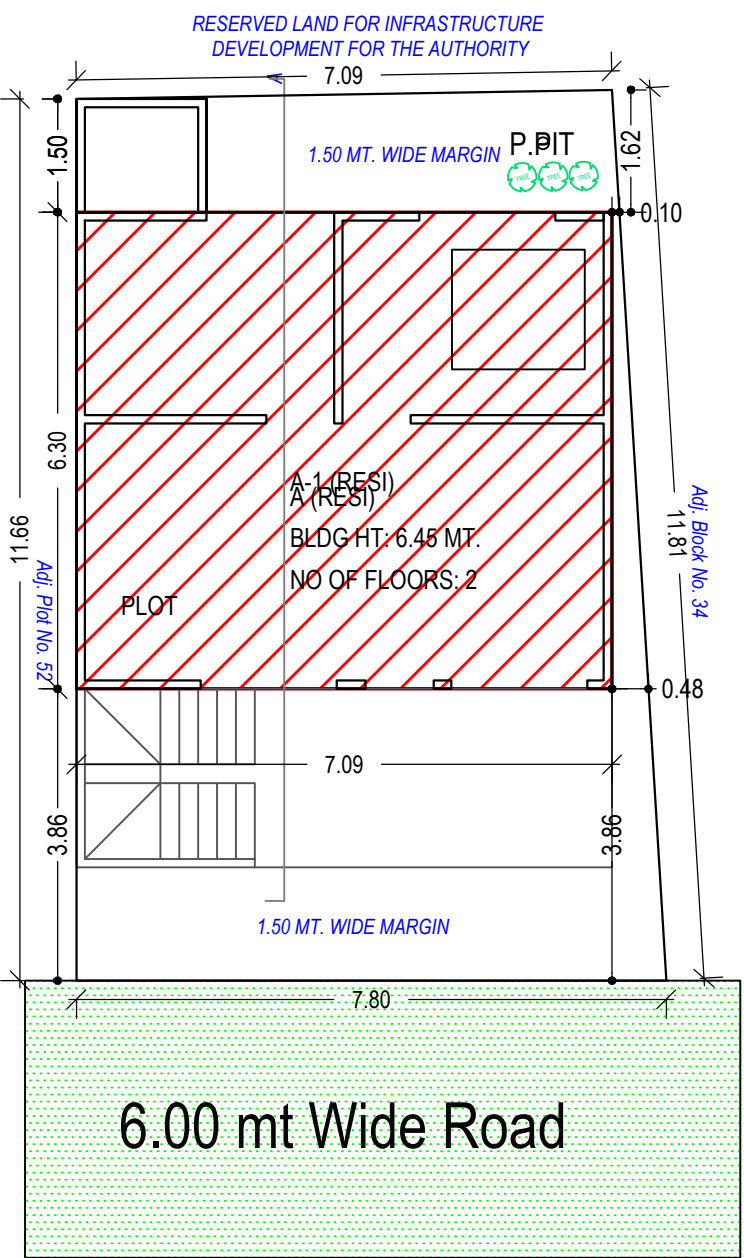 RESERVED LAND FOR INFRASTRUCTURE
DEVELOPMENT FOR THE AUTHORITY
7.09
1.50
1.50 MT. WIDE MARGIN
P.PIT
P
1.62
TREE
TREE
TREE
0.10
6.30
11.66
A-1 (RESI)
A (RESI)
BLDG HT: 6.45 MT.
NO OF FLOORS: 2
PLOT
Adj. Plot No. 52
11.81
Adj. Block No. 34
0.48
7.09
3.86
3.86
1.50 MT. WIDE MARGIN
7.80
6.00 mt Wide Road